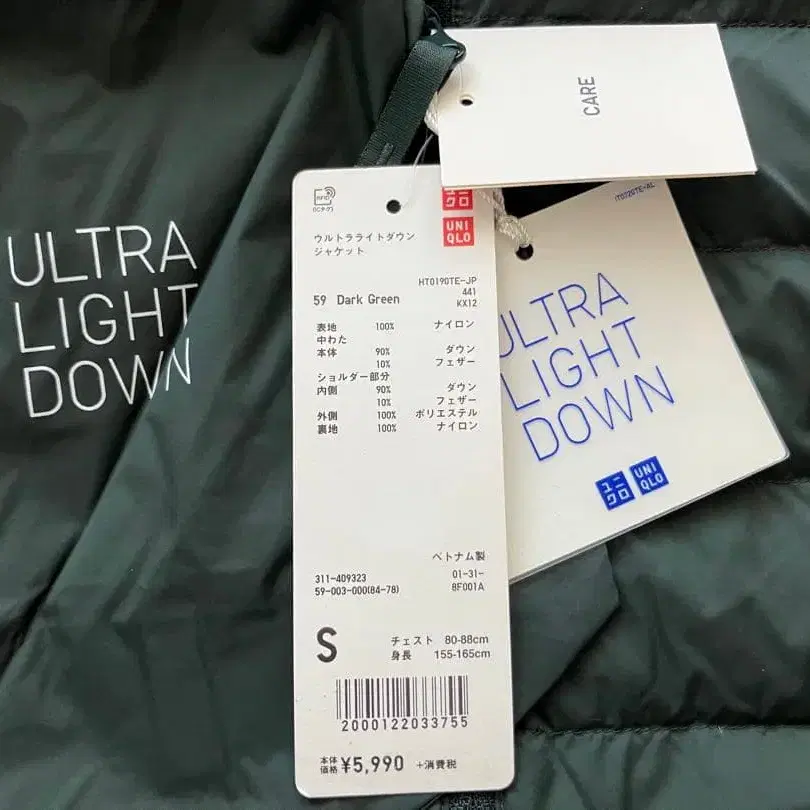 ULTRA
LIGHT
DOWN
CARE
RFID
(ICタグ)
ユニ
クロ
UNI
QLO
ウルトラライトダウン
ジャケット
HT0190TE-JP
59 Dark Green 441
KX12
表地 100% ナイロン
中わた
本体 90% ダウン
10% フェザー
ショルダー部分
内側 90% ダウン
10% フェザー
外側 100% ポリエステル
裏地 100% ナイロン
ベトナム製
311-409323 01-31-
59-003-000(84-78) 8F001A
S チェスト 80-88cm
身長 155-165cm
2000122033755
本体
価格 ¥5,990 +消費税
IT0720TE-AL
ULTRA
LIGHT
DOWN
ユニ
クロ
UNI
QLO